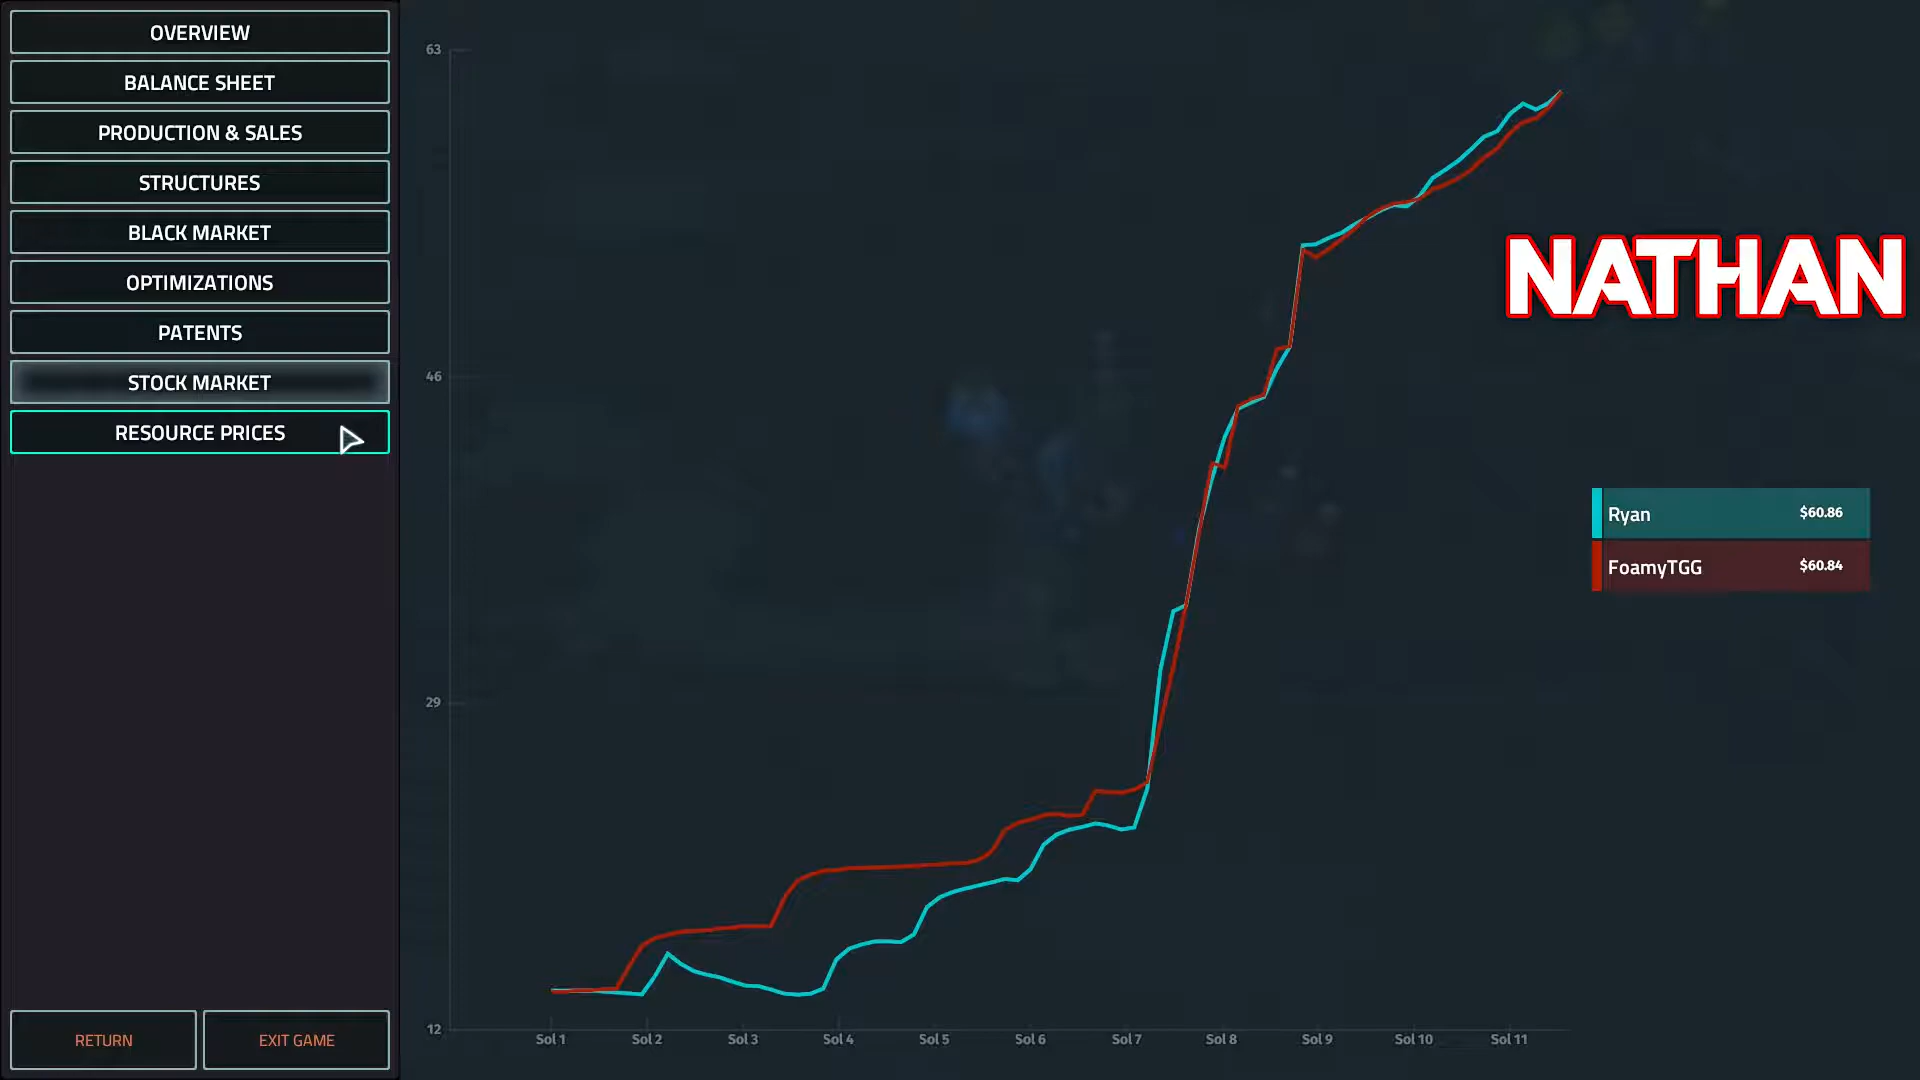 OVERVIEW
BALANCE SHEET
PRODUCTION & SALES
STRUCTURES
BLACK MARKET
OPTIMIZATIONS
PATENTS
STOCK MARKET
RESOURCE PRICES
RETURN
EXIT GAME
63
46
29
12
Sol 1
Sol 2
Sol 3
Sol 4
Sol 5
Sol 6
Sol 7
Sol 8
Sol 9
Sol 10
Sol 11
NATHAN
Ryan $60.86
FoamyTGG $60.84